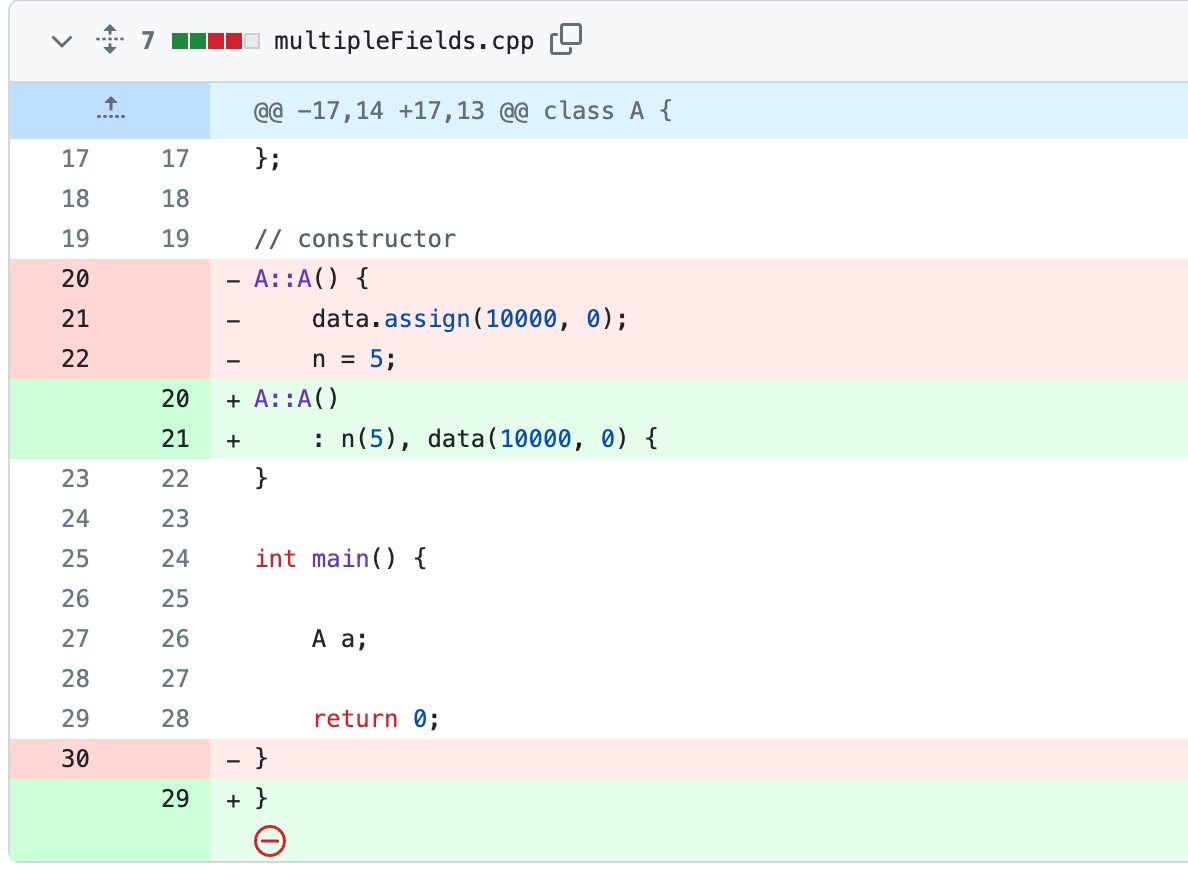 7 multipleFields.cpp
@@ -17,14 +17,13 @@ class A {
17 17 };
18 18
19 19 // constructor
20 - A::A() {
21 -     data.assign(10000, 0);
22 -     n = 5;
20 + A::A()
21 +     : n(5), data(10000, 0) {
23 22 }
24 23
25 24 int main() {
26 25
27 26     A a;
28 27
29 28     return 0;
30 - }
29 + }